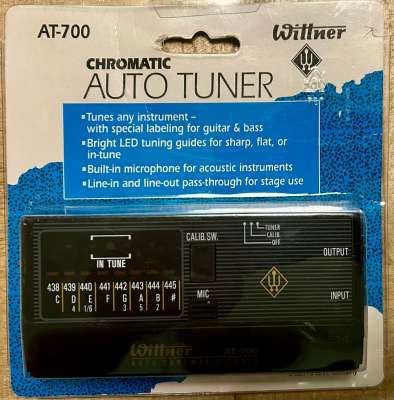 AT-700
Wittner
CHROMATIC
AUTO TUNER
▪Tunes any instrument –
with special labeling for guitar & bass
▪Bright LED tuning guides for sharp, flat, or
in-tune
▪Built-in microphone for acoustic instruments
▪Line-in and line-out pass-through for stage use
IN TUNE
438 439 440 441 442 443 444 445
C D E F G A B #
4 1/6 3 5 2
CALIB.SW.
TUNER
CALIB.
OFF
MIC
OUTPUT
INPUT
Wittner AT-700
AUTO CHROMATIC TUNER